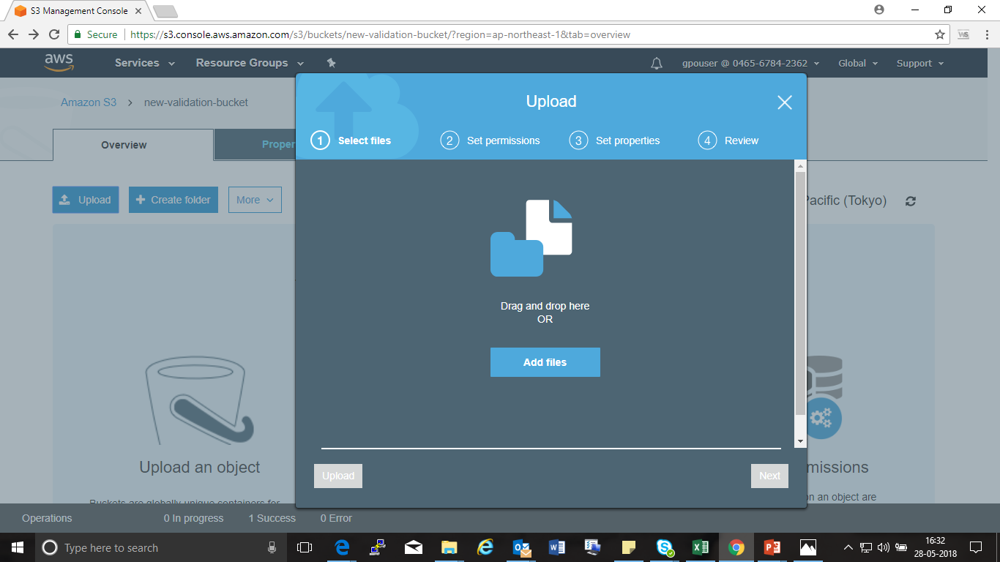 S3 Management Console
Secure
https://s3.console.aws.amazon.com/s3/buckets/new-validation-bucket/?region=ap-northeast-1&tab=overview
WS
aws
Services
Resource Groups
gpouser @ 0465-6784-2362
Global
Support
Amazon S3 > new-validation-bucket
Upload
1 Select files
2 Set permissions
3 Set properties
4 Review
Overview
Proper
Upload
Create folder
More
Pacific (Tokyo)
Drag and drop here
OR
Add files
Upload an object
missions
Buckets are globally unique containers for
on an object are
Upload
Next
Operations
0 In progress
1 Success
0 Error
Type here to search
16:32
28-05-2018